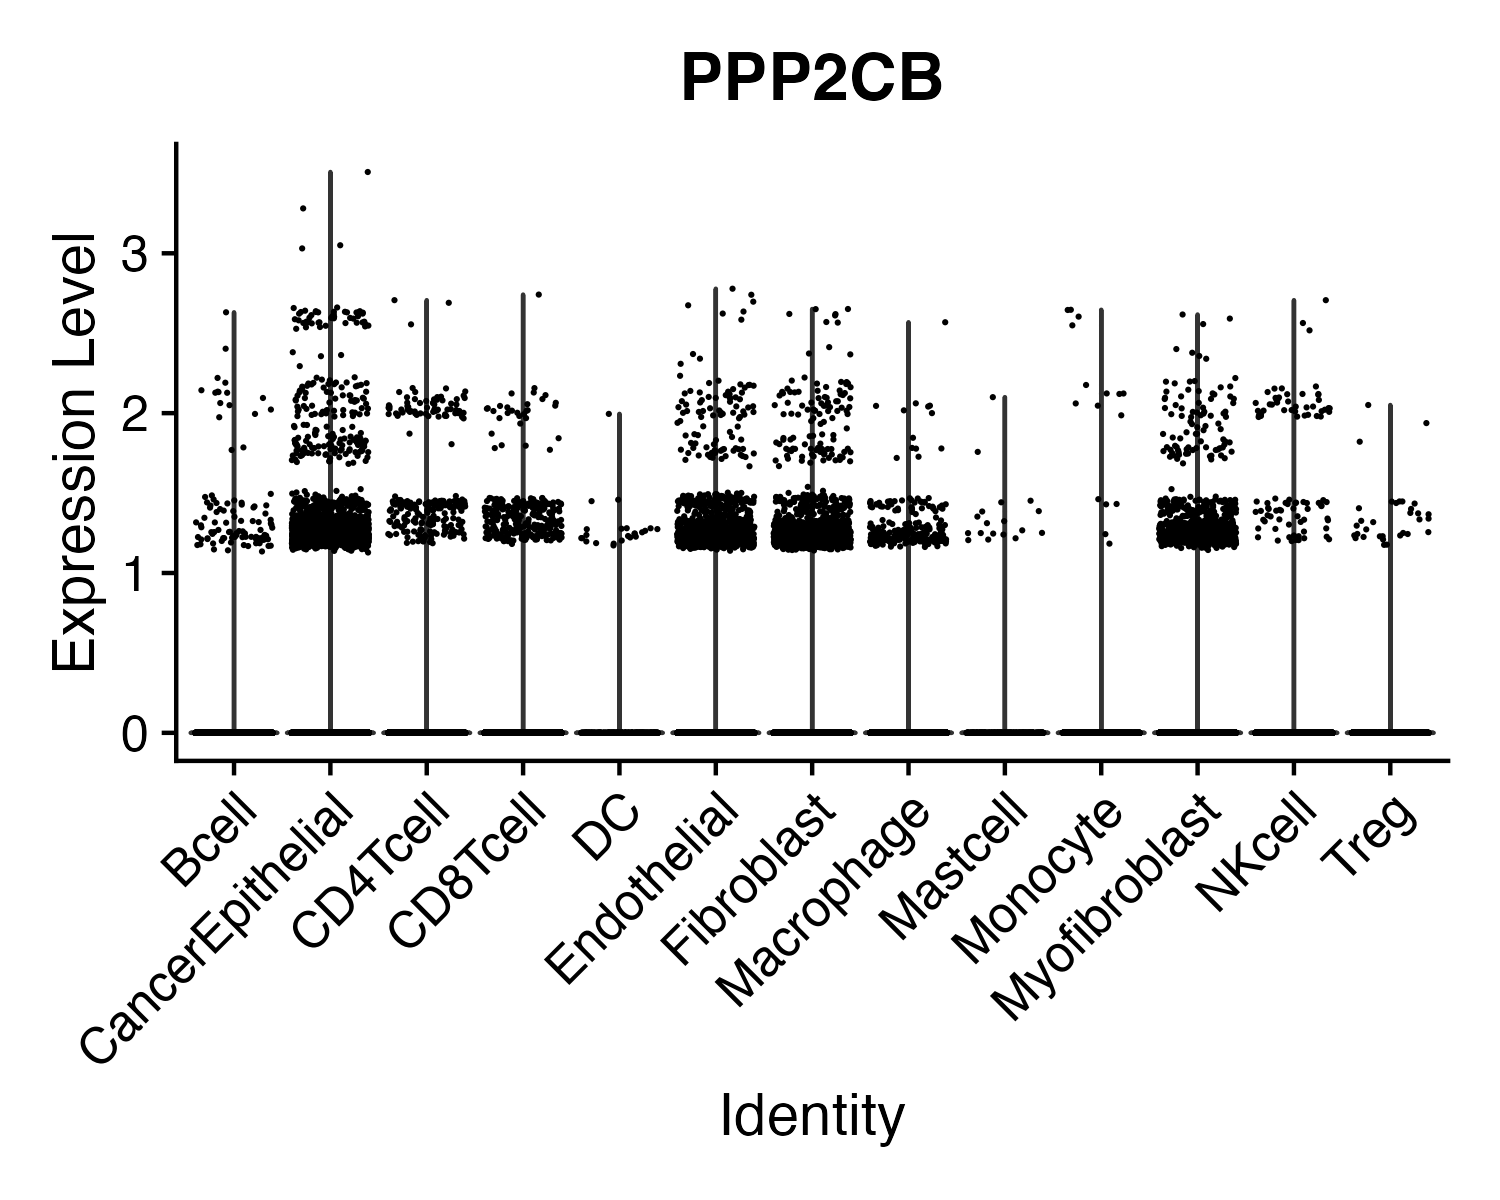 PPP2CB
Expression Level
3
2
1
0
Bcell
CancerEpithelial
CD4Tcell
CD8Tcell
DC
Endothelial
Fibroblast
Macrophage
Mastcell
Monocyte
Myofibroblast
NKcell
Treg
Identity